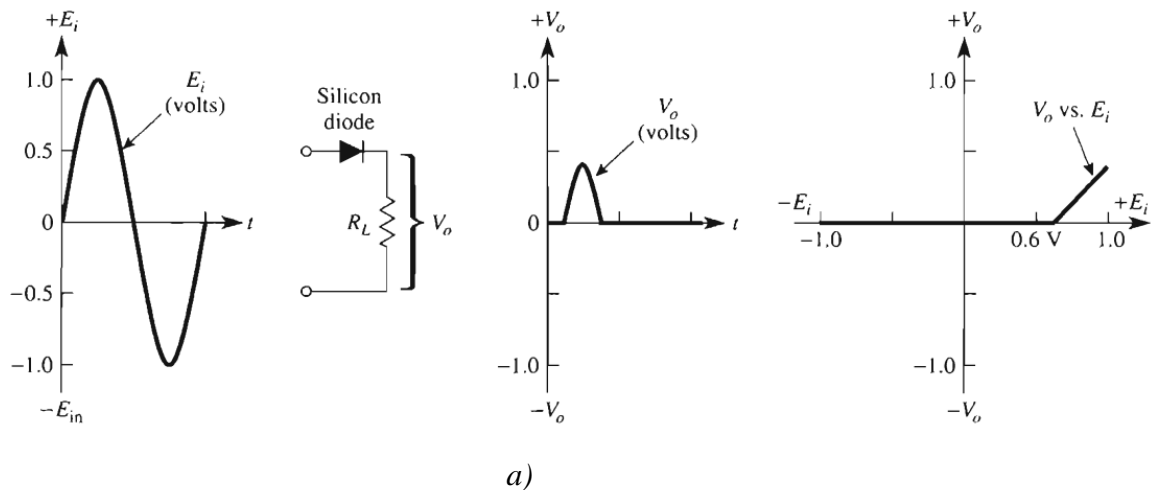 +E_i
1.0
0.5
0
−0.5
−1.0
−E_in
t
E_i
(volts)
Silicon
diode
R_L
V_o
+V_o
1.0
0
−1.0
−V_o
t
V_o
(volts)
+V_o
1.0
V_o vs. E_i
−E_i
+E_i
−1.0
0
0.6 V
1.0
−1.0
−V_o
a)